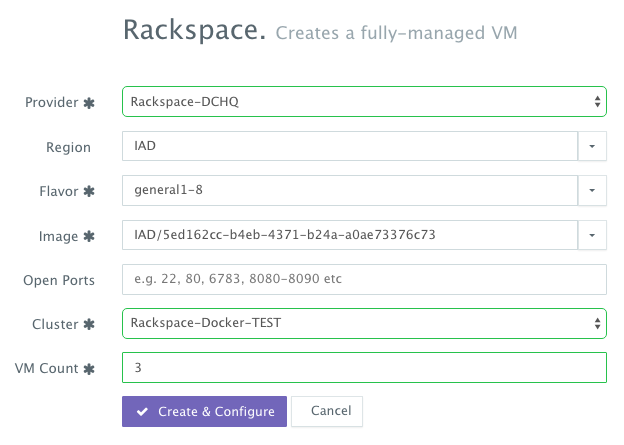 Rackspace. Creates a fully-managed VM
Provider ✱ Rackspace-DCHQ
Region IAD
Flavor ✱ general1-8
Image ✱ IAD/5ed162cc-b4eb-4371-b24a-a0ae73376c73
Open Ports e.g. 22, 80, 6783, 8080-8090 etc
Cluster ✱ Rackspace-Docker-TEST
VM Count ✱ 3
✔ Create & Configure Cancel